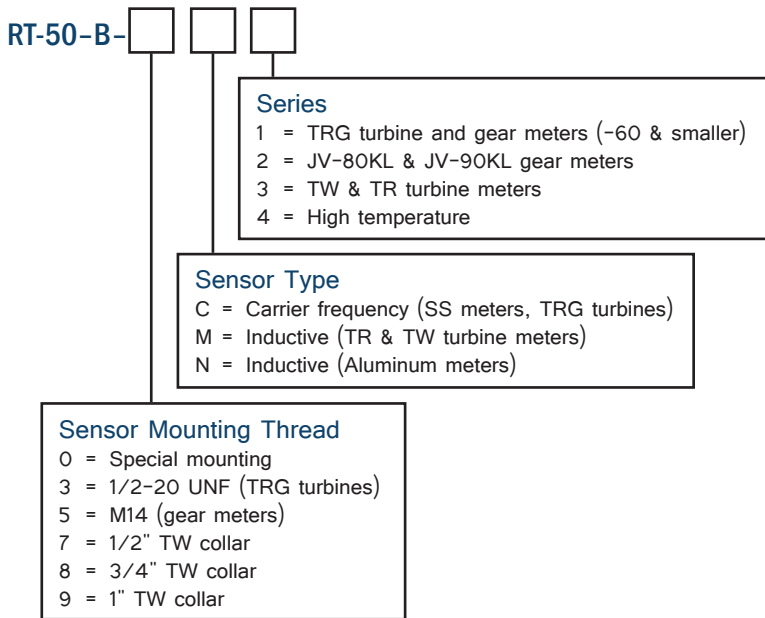 RT-50-B-
Series
1 = TRG turbine and gear meters (-60 & smaller)
2 = JV-80KL & JV-90KL gear meters
3 = TW & TR turbine meters
4 = High temperature
Sensor Type
C = Carrier frequency (SS meters, TRG turbines)
M = Inductive (TR & TW turbine meters)
N = Inductive (Aluminum meters)
Sensor Mounting Thread
0 = Special mounting
3 = 1/2-20 UNF (TRG turbines)
5 = M14 (gear meters)
7 = 1/2" TW collar
8 = 3/4" TW collar
9 = 1" TW collar